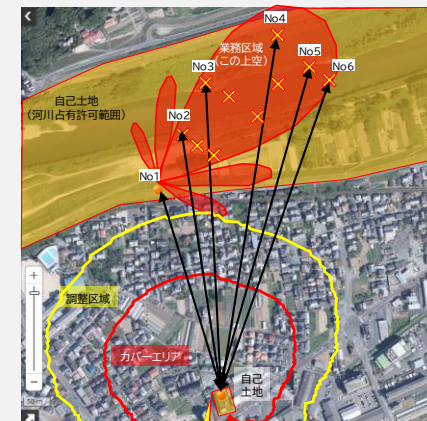 No4
業務区域
（この上空）
No5
No6
No3
自己土地
（河川占有許可範囲）
No2
No1
+
調整区域
カバーエリア
自己
土地
−